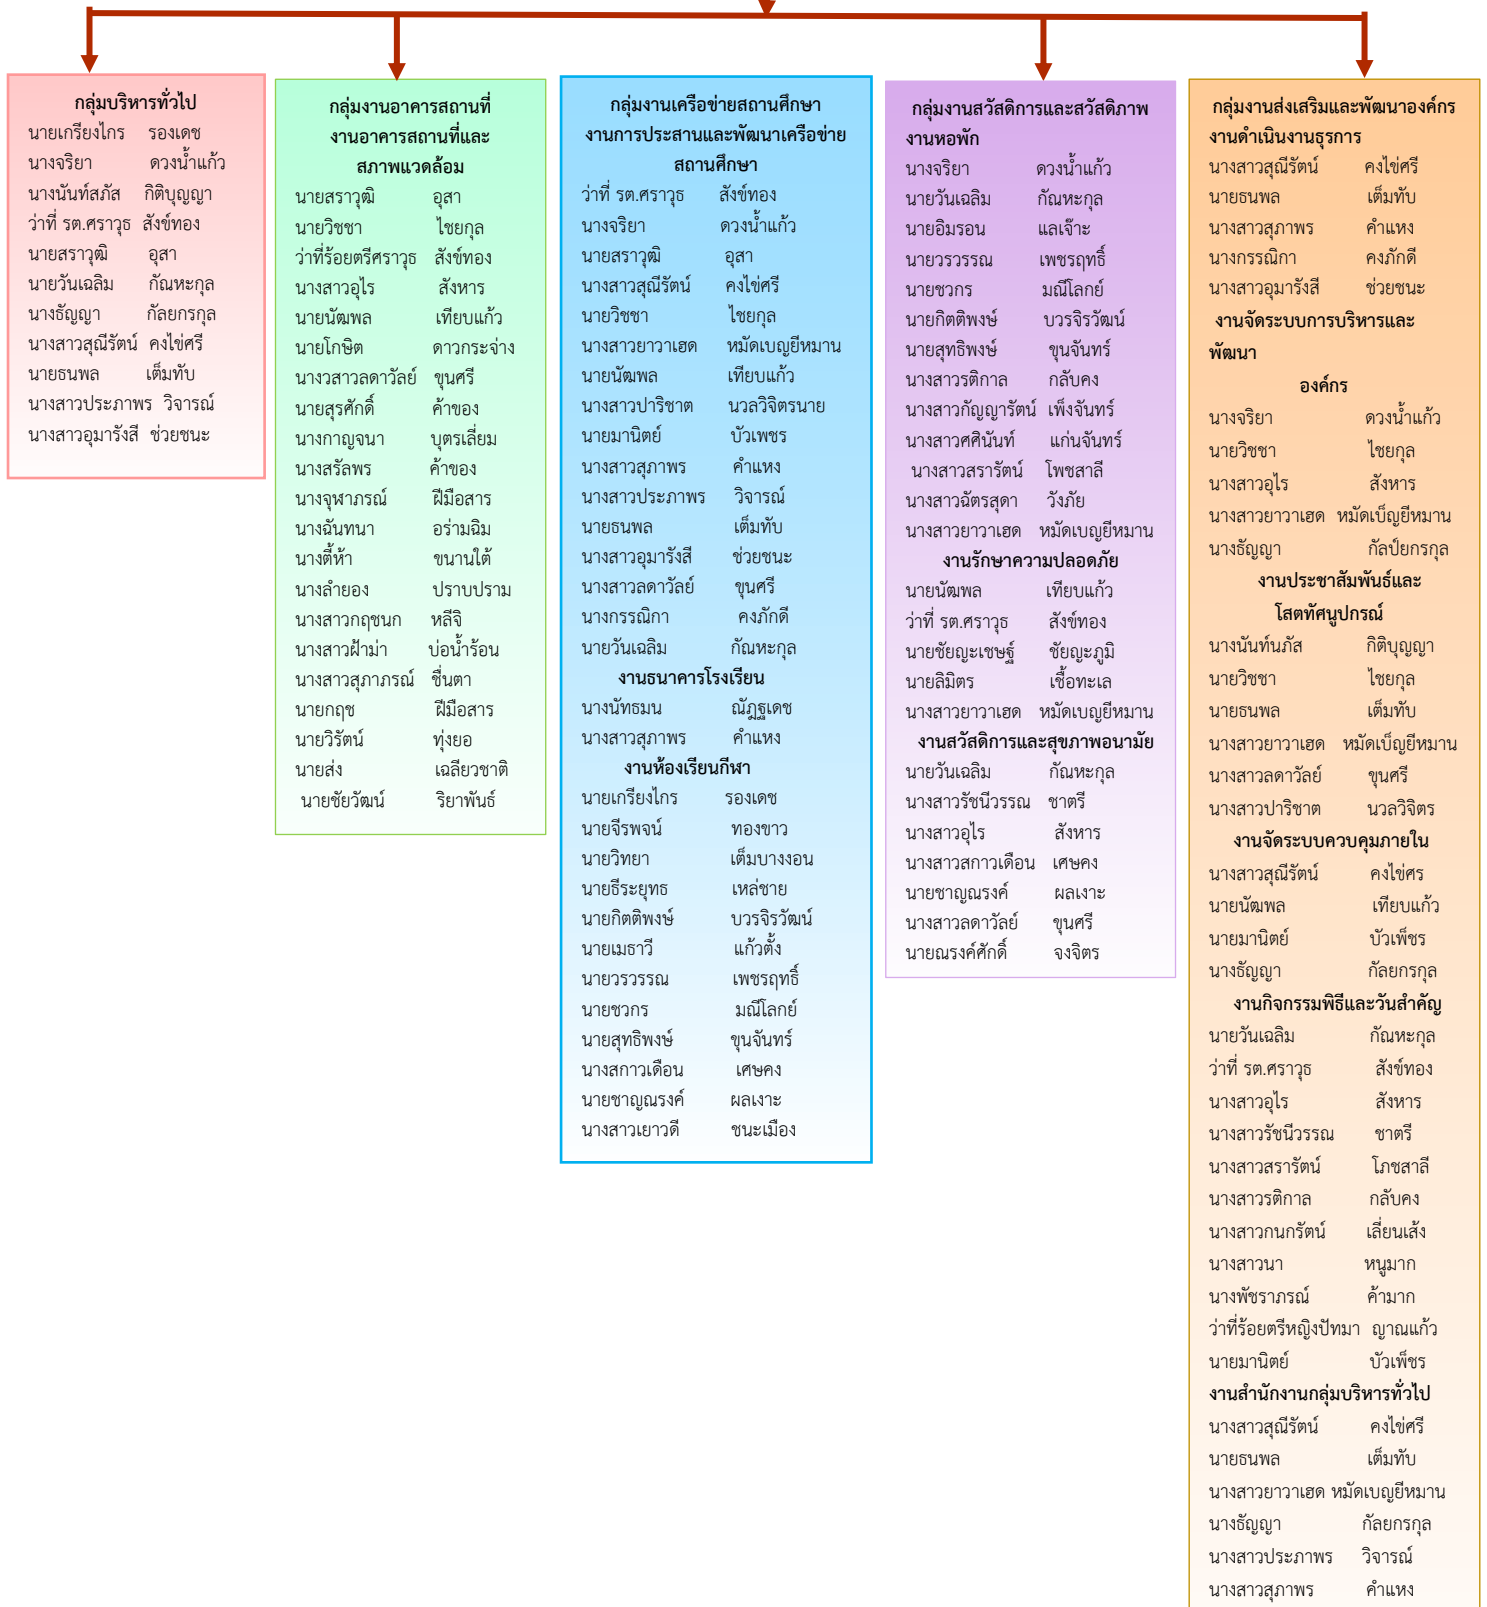 กลุ่มบริหารทั่วไป
นายเกรียงไกร รองเดช
นางจริยา ดวงน้ำแก้ว
นางนันท์สภัส กิติบุญญา
ว่าที่ รต.ศราวุธ สังข์ทอง
นายสราวุฒิ อุสา
นายวันเฉลิม กัณหะกุล
นางธัญญา กัลยกรกุล
นางสาวสุณีรัตน์ คงไข่ศรี
นายธนพล เต็มทับ
นางสาวประภาพร วิจารณ์
นางสาวอุมารังสี ช่วยชนะ
กลุ่มงานอาคารสถานที่
งานอาคารสถานที่และ
สภาพแวดล้อม
นายสราวุฒิ อุสา
นายวิชชา ไชยกุล
ว่าที่ร้อยตรีศราวุธ สังข์ทอง
นางสาวอุไร สังหาร
นายนัฒพล เทียบแก้ว
นายโกษิต ดาวกระจ่าง
นางวสาวลดาวัลย์ ขุนศรี
นายสุรศักดิ์ ค้าของ
นางกาญจนา บุตรเลี่ยม
นางสรัลพร ค้าของ
นางจุฬาภรณ์ ฝีมือสาร
นางฉันทนา อร่ามฉิม
นางตี้ห้า ขนานใต้
นางลำยอง ปราบปราม
นางสาวกฤชนก หลีจิ
นางสาวฝ้าม่า บ่อน้ำร้อน
นางสาวสุภาภรณ์ ชื่นตา
นายกฤช ฝีมือสาร
นายวิรัตน์ ทุ่งยอ
นายส่ง เฉลียวชาติ
นายชัยวัฒน์ ริยาพันธ์
กลุ่มงานเครือข่ายสถานศึกษา
งานการประสานและพัฒนาเครือข่าย
สถานศึกษา
ว่าที่ รต.ศราวุธ สังข์ทอง
นางจริยา ดวงน้ำแก้ว
นายสราวุฒิ อุสา
นางสาวสุณีรัตน์ คงไข่ศรี
นายวิชชา ไชยกุล
นางสาวยาวาเฮด หมัดเบญยีหมาน
นายนัฒพล เทียบแก้ว
นางสาวปาริชาต นวลวิจิตรนาย
นายมานิตย์ บัวเพชร
นางสาวสุภาพร คำแหง
นางสาวประภาพร วิจารณ์
นายธนพล เต็มทับ
นางสาวอุมารังสี ช่วยชนะ
นางสาวลดาวัลย์ ขุนศรี
นางกรรณิกา คงภักดี
นายวันเฉลิม กัณหะกุล
งานธนาคารโรงเรียน
นางนัทธมน ณัฎฐเดช
นางสาวสุภาพร คำแหง
งานห้องเรียนกีฬา
นายเกรียงไกร รองเดช
นายจีรพจน์ ทองขาว
นายวิทยา เต็มบางงอน
นายธีระยุทธ เหล่ชาย
นายกิตติพงษ์ บวรจิรวัฒน์
นายเมธาวี แก้วตั้ง
นายวรวรรณ เพชรฤทธิ์
นายชวกร มณีโลกย์
นายสุทธิพงษ์ ขุนจันทร์
นางสกาวเดือน เศษคง
นายชาญณรงค์ ผลเงาะ
นางสาวเยาวดี ชนะเมือง
กลุ่มงานสวัสดิการและสวัสดิภาพ
งานหอพัก
นางจริยา ดวงน้ำแก้ว
นายวันเฉลิม กัณหะกุล
นายอิมรอน แลเจ๊าะ
นายวรวรรณ เพชรฤทธิ์
นายชวกร มณีโลกย์
นายกิตติพงษ์ บวรจิรวัฒน์
นายสุทธิพงษ์ ขุนจันทร์
นางสาวรติกาล กลับคง
นางสาวกัญญารัตน์ เพ็งจันทร์
นางสาวศศินันท์ แก่นจันทร์
นางสาวสรารัตน์ โพชสาลี
นางสาวฉัตรสุดา วังภัย
นางสาวยาวาเฮด หมัดเบญยีหมาน
งานรักษาความปลอดภัย
นายนัฒพล เทียบแก้ว
ว่าที่ รต.ศราวุธ สังข์ทอง
นายชัยญะเชษฐ์ ชัยญะภูมิ
นายลิมิตร เชื้อทะเล
นางสาวยาวาเฮด หมัดเบญยีหมาน
งานสวัสดิการและสุขภาพอนามัย
นายวันเฉลิม กัณหะกุล
นางสาวรัชนีวรรณ ชาตรี
นางสาวอุไร สังหาร
นางสาวสกาวเดือน เศษคง
นายชาญณรงค์ ผลเงาะ
นางสาวลดาวัลย์ ขุนศรี
นายณรงค์ศักดิ์ จงจิตร
กลุ่มงานส่งเสริมและพัฒนาองค์กร
งานดำเนินงานธุรการ
นางสาวสุณีรัตน์ คงไข่ศรี
นายธนพล เต็มทับ
นางสาวสุภาพร คำแหง
นางกรรณิกา คงภักดี
นางสาวอุมารังสี ช่วยชนะ
งานจัดระบบการบริหารและ
พัฒนา
องค์กร
นางจริยา ดวงน้ำแก้ว
นายวิชชา ไชยกุล
นางสาวอุไร สังหาร
นางสาวยาวาเฮด หมัดเบ็ญยีหมาน
นางธัญญา กัลป์ยกรกุล
งานประชาสัมพันธ์และ
โสตทัศนูปกรณ์
นางนันท์นภัส กิติบุญญา
นายวิชชา ไชยกุล
นายธนพล เต็มทับ
นางสาวยาวาเฮด หมัดเบ็ญยีหมาน
นางสาวลดาวัลย์ ขุนศรี
นางสาวปาริชาต นวลวิจิตร
งานจัดระบบควบคุมภายใน
นางสาวสุณีรัตน์ คงไข่ศร
นายนัฒพล เทียบแก้ว
นายมานิตย์ บัวเพ็ชร
นางธัญญา กัลยกรกุล
งานกิจกรรมพิธีและวันสำคัญ
นายวันเฉลิม กัณหะกุล
ว่าที่ รต.ศราวุธ สังข์ทอง
นางสาวอุไร สังหาร
นางสาวรัชนีวรรณ ชาตรี
นางสาวสรารัตน์ โภชสาลี
นางสาวรติกาล กลับคง
นางสาวกนกรัตน์ เลี่ยนเส้ง
นางสาวนา หนูมาก
นางพัชราภรณ์ ค้ามาก
ว่าที่ร้อยตรีหญิงปัทมา ญาณแก้ว
นายมานิตย์ บัวเพ็ชร
งานสำนักงานกลุ่มบริหารทั่วไป
นางสาวสุณีรัตน์ คงไข่ศรี
นายธนพล เต็มทับ
นางสาวยาวาเฮด หมัดเบญยีหมาน
นางธัญญา กัลยกรกุล
นางสาวประภาพร วิจารณ์
นางสาวสุภาพร คำแหง